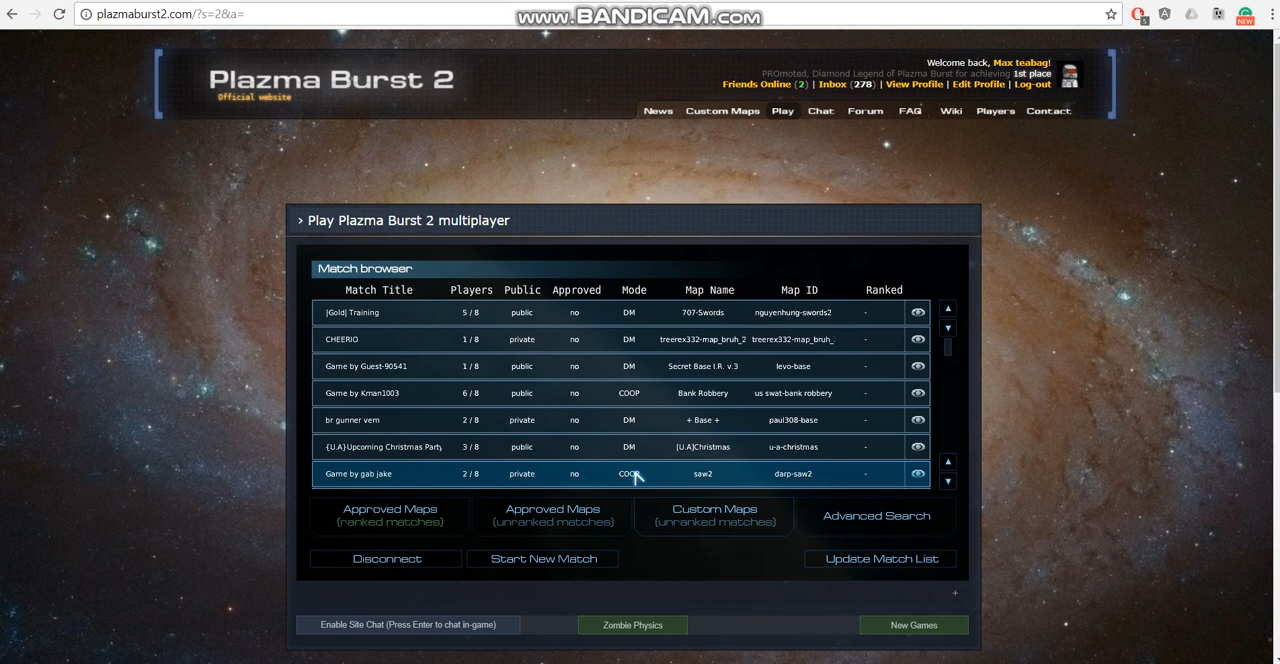 plazmaburst2.com/?s=2&a=
www.BANDICAM.com
5
NEW
Plazma Burst 2
Official website
Welcome back, Max teabag!
PROmoted, Diamond Legend of Plazma Burst for achieving 1st place
Friends Online (2) | Inbox (278) | View Profile | Edit Profile | Log-out
News Custom Maps Play Chat Forum FAQ Wiki Players Contact
› Play Plazma Burst 2 multiplayer
Match browser
Match Title Players Public Approved Mode Map Name Map ID Ranked
|Gold| Training 5 / 8 public no DM 707-Swords nguyenhung-swords2 -
CHEERIO 1 / 8 private no DM treerex332-map_bruh_2 treerex332-map_bruh_ -
Game by Guest-90541 1 / 8 public no DM Secret Base I.R. v.3 levo-base -
Game by Kman1003 6 / 8 public no COOP Bank Robbery us swat-bank robbery -
br gunner vem 2 / 8 private no DM + Base + paul308-base -
{U.A}Upcoming Christmas Party 3 / 8 public no DM [U.A]Christmas u-a-christmas -
Game by gab jake 2 / 8 private no COOP saw2 darp-saw2 -
Approved Maps Approved Maps Custom Maps Advanced Search
(ranked matches) (unranked matches) (unranked matches)
Disconnect Start New Match Update Match List
+
Enable Site Chat (Press Enter to chat in-game) Zombie Physics New Games